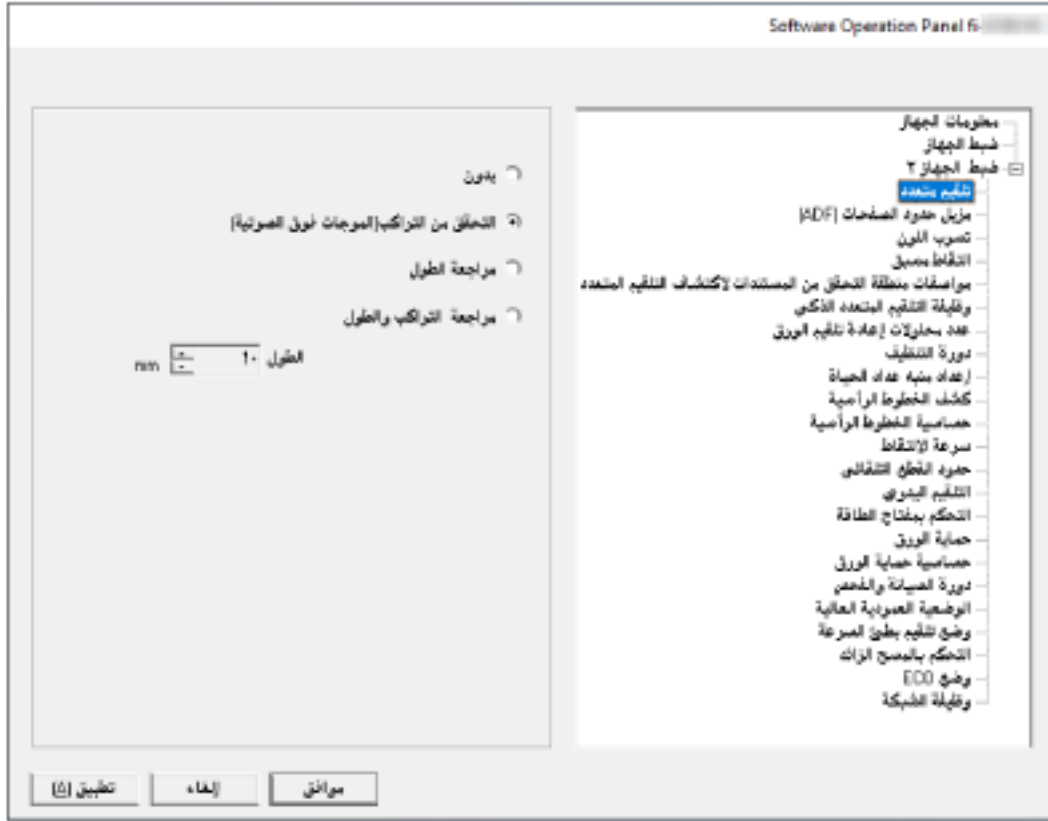 Software Operation Panel fi-
معلومات الجهاز
ضبط الجهاز
ضبط الجهاز ٢
تلقيم متعدد
مزيل حدود الصفحات (ADF)
تسرب اللون
التقاط مسبق
مواصفات منطقة التحقق من المستندات لاكتشاف التلقيم المتعدد
وظيفة التلقيم المتعدد الذكي
عدد محاولات إعادة تلقيم الورق
دورة التنظيف
إعداد منبه عداد الحياة
كشف الخطوط الرأسية
حساسية الخطوط الرأسية
سرعة الالتقاط
حدود القطع التلقائي
التلقيم اليدوي
التحكم بمفتاح الطاقة
حماية الورق
حساسية حماية الورق
دورة الصيانة والفحص
الوضعية العمودية العالية
وضع تلقيم بطئ السرعة
التحكم بالمسح الزائد
وضع ECO
وظيفة الشبكة
بدون
التحقق من التراكب(الموجات فوق الصوتية)
مراجعة الطول
مراجعة التراكب والطول
الطول ١٠ mm
موافق
إلغاء
تطبيق (A)